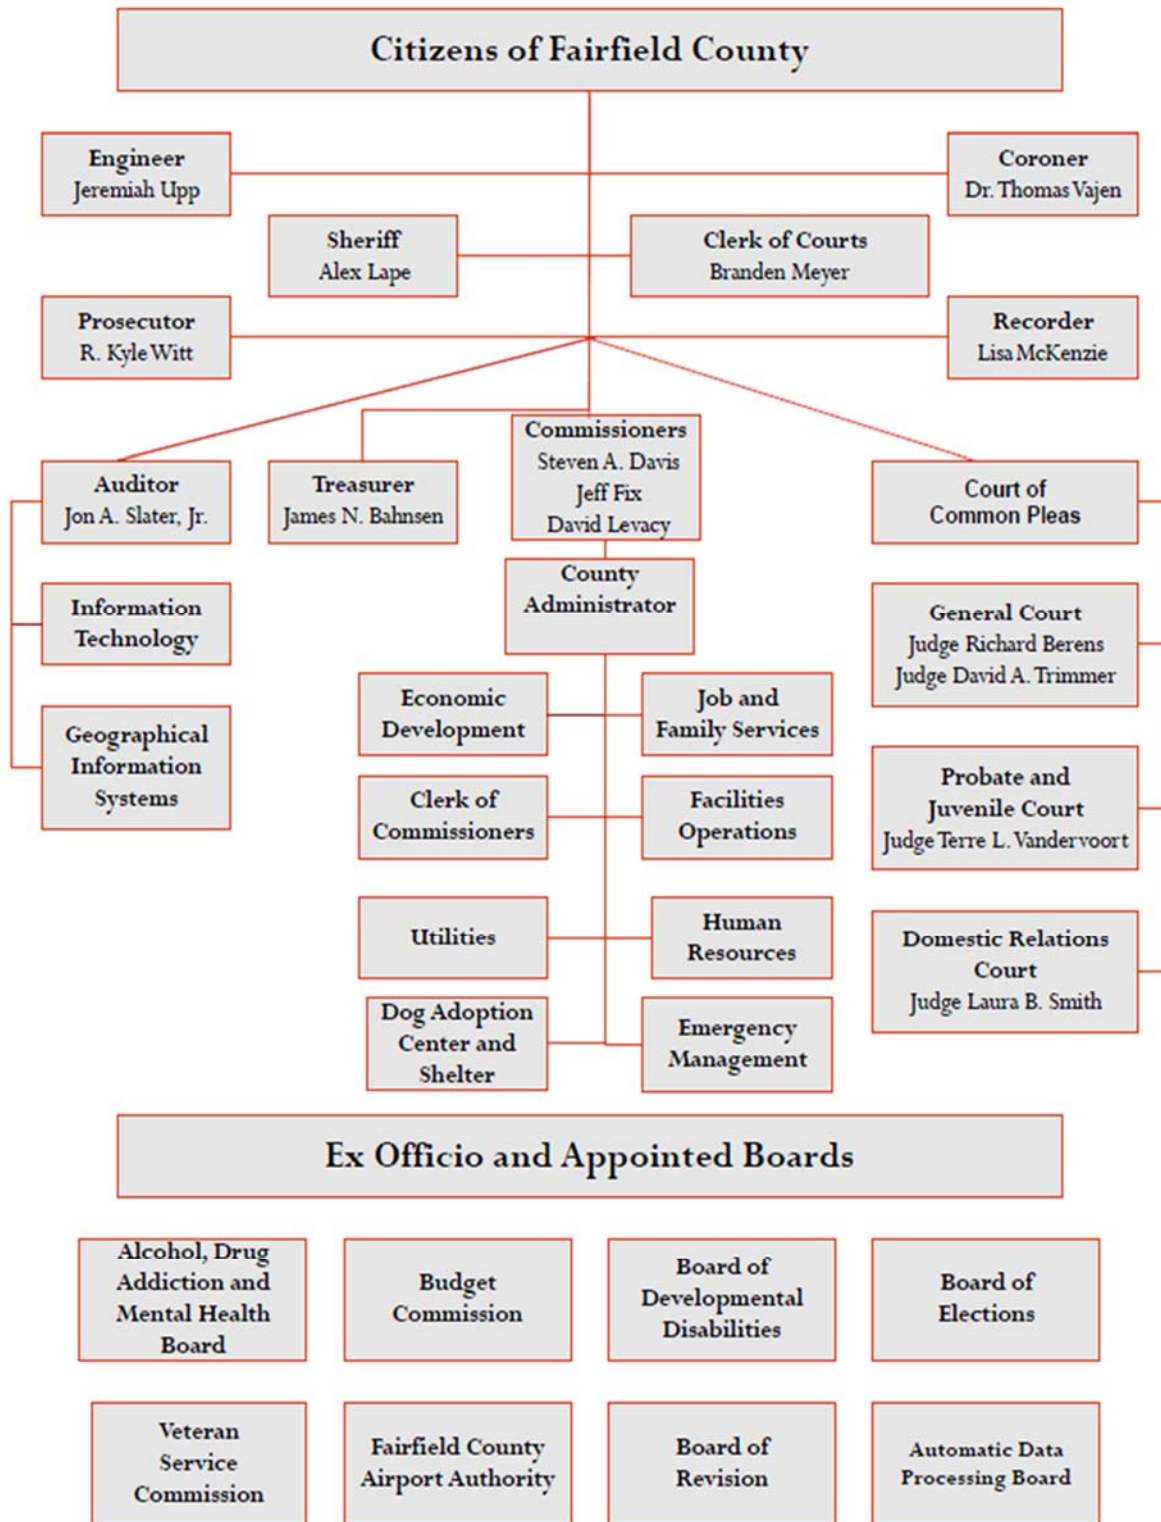 Citizens of Fairfield County
Engineer
Jeremiah Upp
Coroner
Dr. Thomas Vajen
Sheriff
Alex Lape
Clerk of Courts
Branden Meyer
Prosecutor
R. Kyle Witt
Recorder
Lisa McKenzie
Auditor
Jon A. Slater, Jr.
Treasurer
James N. Bahnsen
Commissioners
Steven A. Davis
Jeff Fix
David Levacy
Court of
Common Pleas
County
Administrator
Information
Technology
General Court
Judge Richard Berens
Judge David A. Trimmer
Economic
Development
Job and
Family Services
Geographical
Information
Systems
Clerk of
Commissioners
Facilities
Operations
Probate and
Juvenile Court
Judge Terre L. Vandervoort
Utilities
Human
Resources
Domestic Relations
Court
Judge Laura B. Smith
Dog Adoption
Center and
Shelter
Emergency
Management
Ex Officio and Appointed Boards
Alcohol, Drug
Addiction and
Mental Health
Board
Budget
Commission
Board of
Developmental
Disabilities
Board of
Elections
Veteran
Service
Commission
Fairfield County
Airport Authority
Board of
Revision
Automatic Data
Processing Board